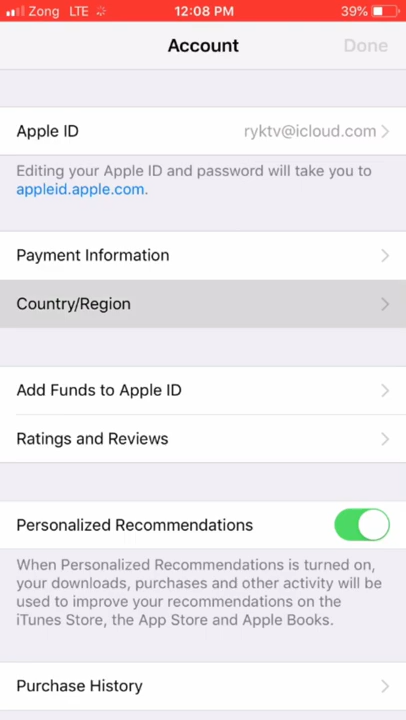 Zong LTE 12:08 PM 39%
Account Done
Apple ID ryktv@icloud.com
Editing your Apple ID and password will take you to
appleid.apple.com.
Payment Information
Country/Region
Add Funds to Apple ID
Ratings and Reviews
Personalized Recommendations
When Personalized Recommendations is turned on,
your downloads, purchases and other activity will be
used to improve your recommendations on the
iTunes Store, the App Store and Apple Books.
Purchase History